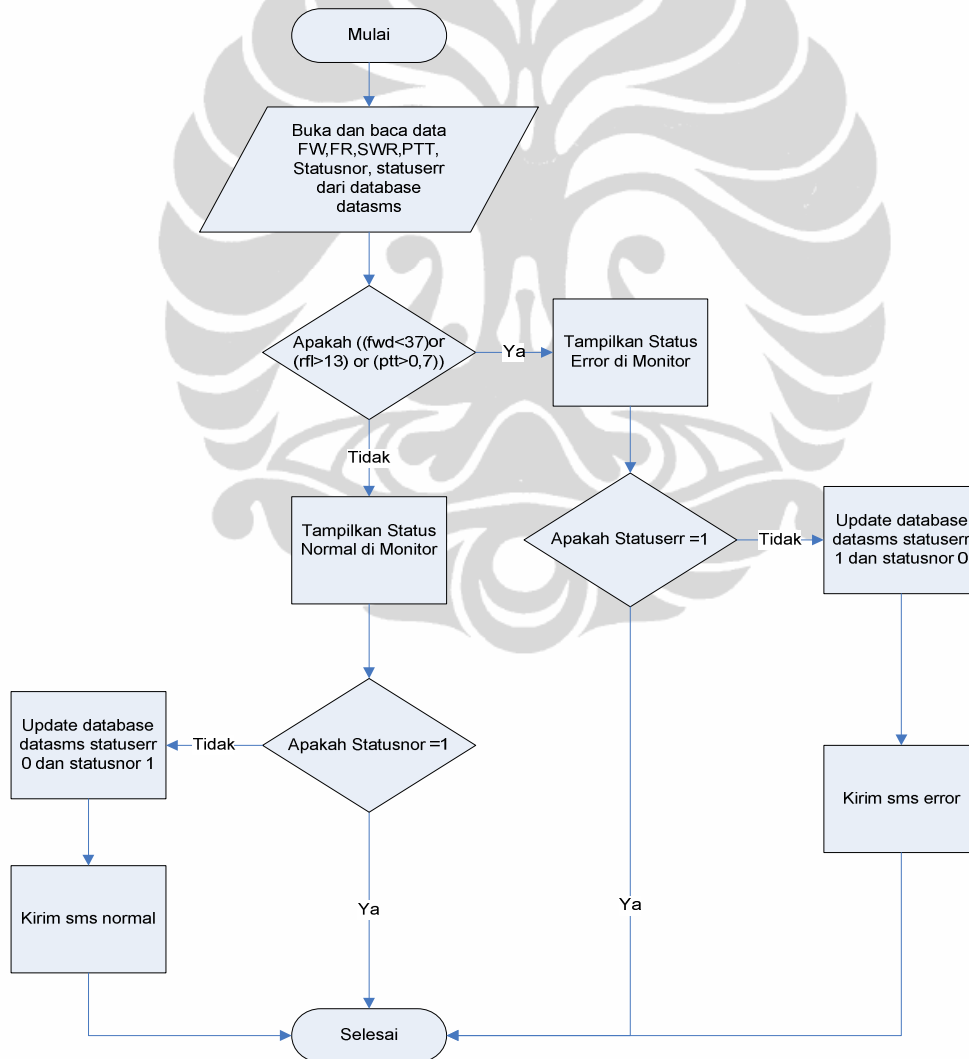 Mulai
Buka dan baca data
FW,FR,SWR,PTT,
Statusnor, statuserr
dari database
datasms
Apakah ((fwd<37)or
(rfl>13) or (ptt>0,7))
Ya
Tampilkan Status
Error di Monitor
Tidak
Tampilkan Status
Normal di Monitor
Apakah Statuserr =1
Tidak
Update database
datasms statuserr
1 dan statusnor 0
Update database
datasms statuserr
0 dan statusnor 1
Tidak
Apakah Statusnor =1
Kirim sms error
Kirim sms normal
Ya
Ya
Selesai